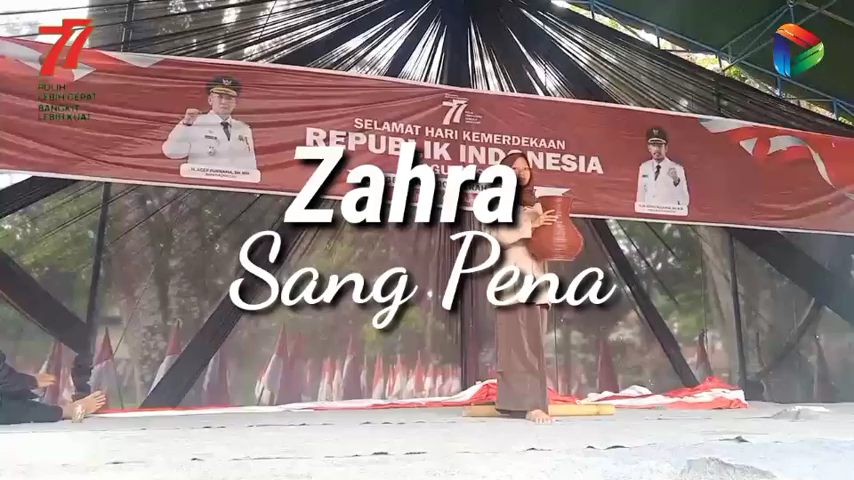 77
PULIH
LEBIH CEPAT
BANGKIT
LEBIH KUAT
77
SELAMAT HARI KEMERDEKAAN
REPUBLIK INDONESIA
Zahra
Sang Pena